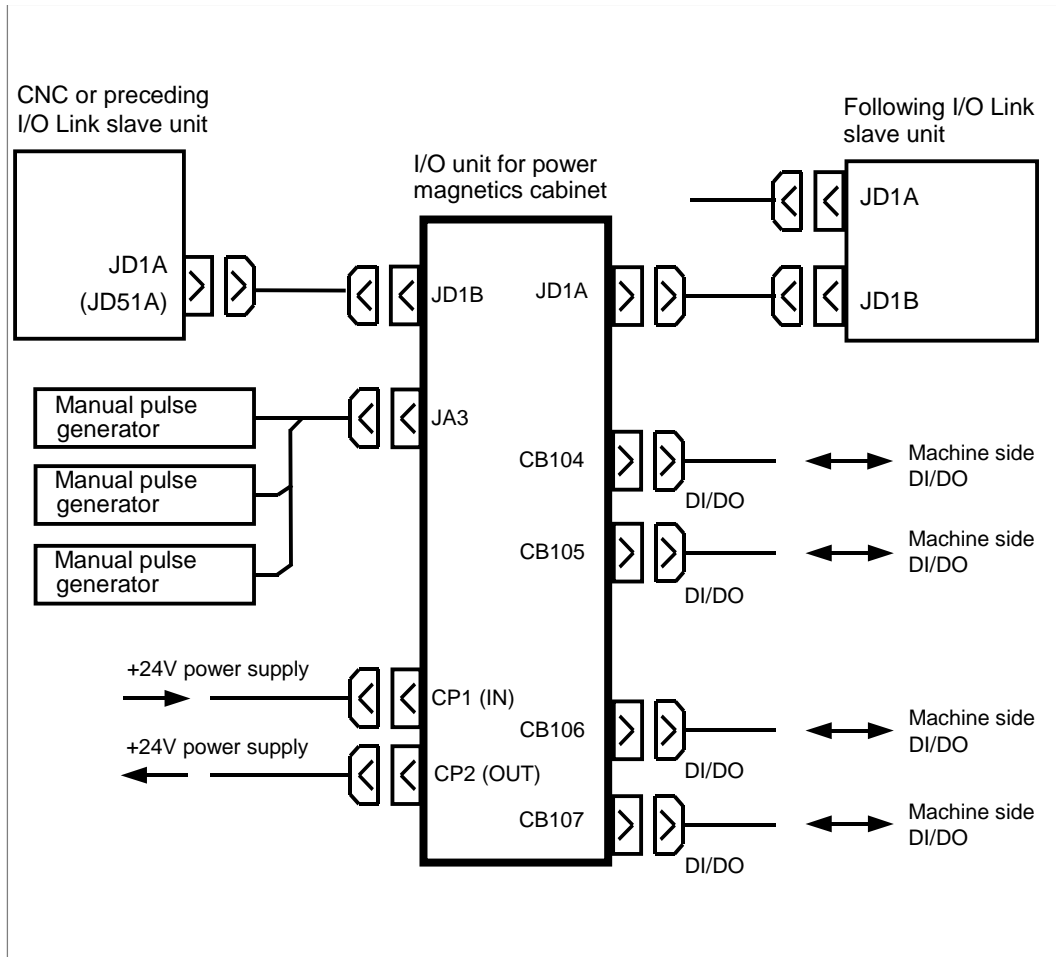 CNC or preceding
I/O Link slave unit
JD1A
(JD51A)
I/O unit for power
magnetics cabinet
Following I/O Link
slave unit
JD1A
JD1B
JD1B
JD1A
Manual pulse
generator
Manual pulse
generator
Manual pulse
generator
JA3
CB104
DI/DO
Machine side
DI/DO
CB105
DI/DO
Machine side
DI/DO
+24V power supply
CP1 (IN)
+24V power supply
CP2 (OUT)
CB106
DI/DO
Machine side
DI/DO
CB107
DI/DO
Machine side
DI/DO